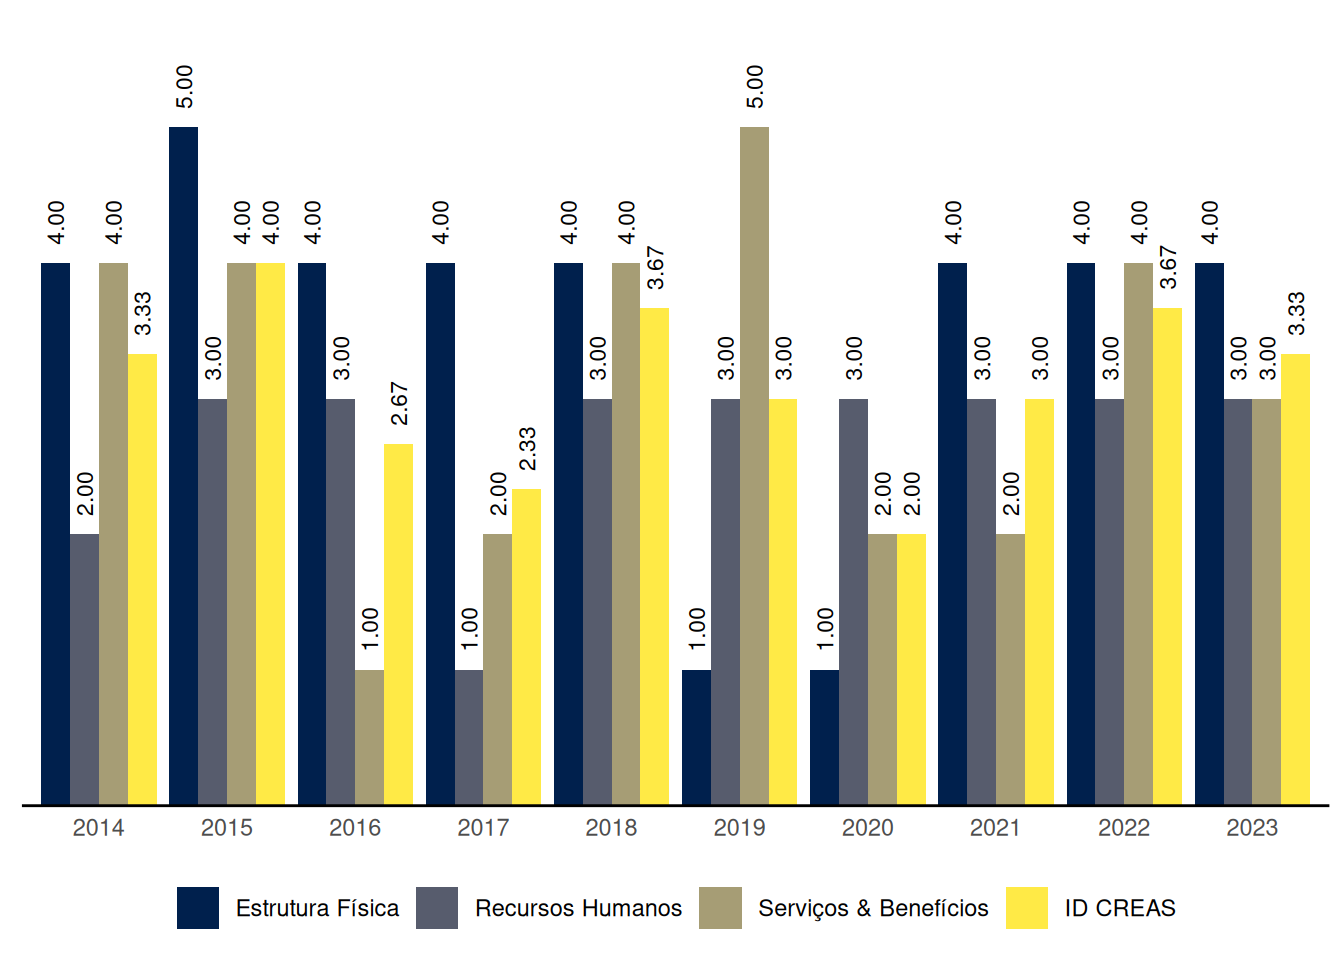 4.00 2.00 4.00 3.33
5.00 3.00 4.00 4.00
4.00 3.00 1.00 2.67
4.00 1.00 2.00 2.33
4.00 3.00 4.00 3.67
1.00 3.00 5.00 3.00
1.00 3.00 2.00 2.00
4.00 3.00 2.00 3.00
4.00 3.00 4.00 3.67
4.00 3.00 3.00 3.33
2014 2015 2016 2017 2018 2019 2020 2021 2022 2023
Estrutura Física Recursos Humanos Serviços & Benefícios ID CREAS